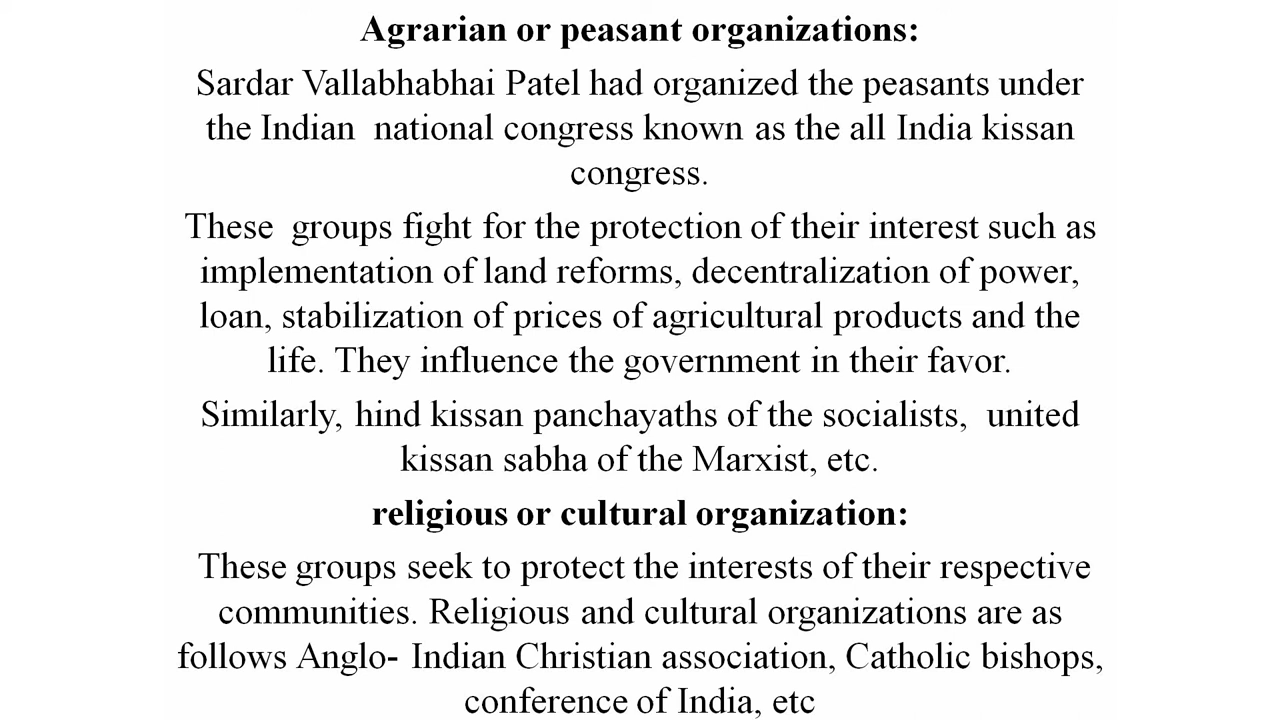 Agrarian or peasant organizations:
Sardar Vallabhabhai Patel had organized the peasants under
the Indian national congress known as the all India kissan
congress.
These groups fight for the protection of their interest such as
implementation of land reforms, decentralization of power,
loan, stabilization of prices of agricultural products and the
life. They influence the government in their favor.
Similarly, hind kissan panchayaths of the socialists, united
kissan sabha of the Marxist, etc.
religious or cultural organization:
These groups seek to protect the interests of their respective
communities. Religious and cultural organizations are as
follows Anglo- Indian Christian association, Catholic bishops,
conference of India, etc